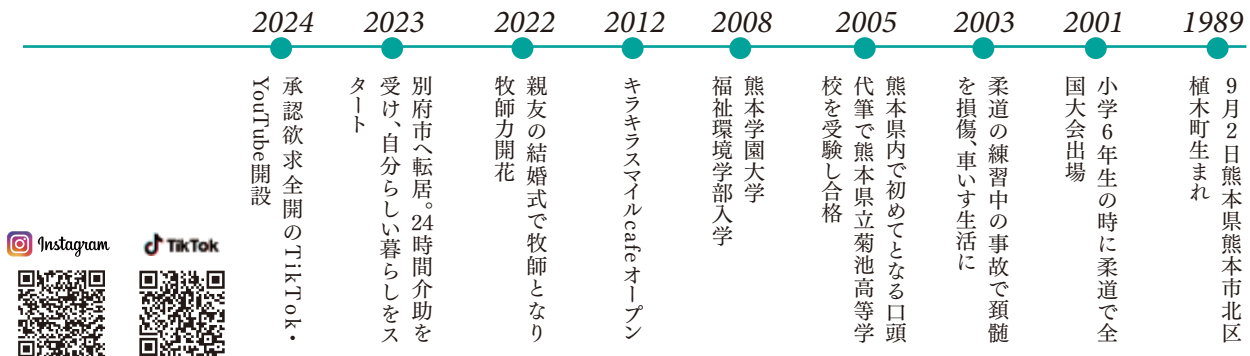 1989
9月2日熊本県熊本市北区
植木町生まれ
2001
小学6年生の時に柔道で全
国大会出場
2003
柔道の練習中の事故で頚髄
を損傷、車いす生活に
2005
熊本県内で初めてとなる口頭
代筆で熊本県立菊池高等学
校を受験し合格
2008
熊本学園大学
福祉環境学部入学
2012
キラキラスマイルcafeオープン
2022
親友の結婚式で牧師となり
牧師力開花
2023
別府市へ転居。24時間介助を
受け、自分らしい暮らしをス
タート
2024
承認欲求全開のTikTok・
YouTube開設
Instagram
TikTok